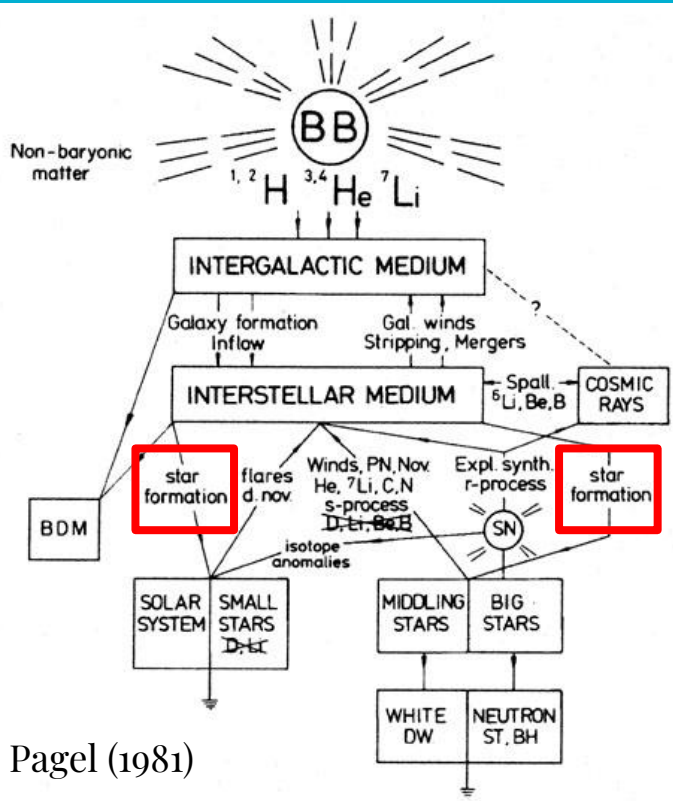 BB
Non-baryonic
matter
1, 2 H 3,4 He 7 Li
INTERGALACTIC MEDIUM
?
Galaxy formation
Inflow
Gal. winds
Stripping, Mergers
INTERSTELLAR MEDIUM
Spall.
6Li, Be, B
COSMIC
RAYS
star
formation
flares
d. nov.
Winds, PN, Nov.
He, 7Li, C, N
s-process
D, Li, Be, B
Expl. synth.
r-process
star
formation
BDM
SN
isotope
anomalies
SOLAR
SYSTEM
SMALL
STARS
D, Li
MIDDLING
STARS
BIG
STARS
WHITE
DW
NEUTRON
ST, BH
Pagel (1981)